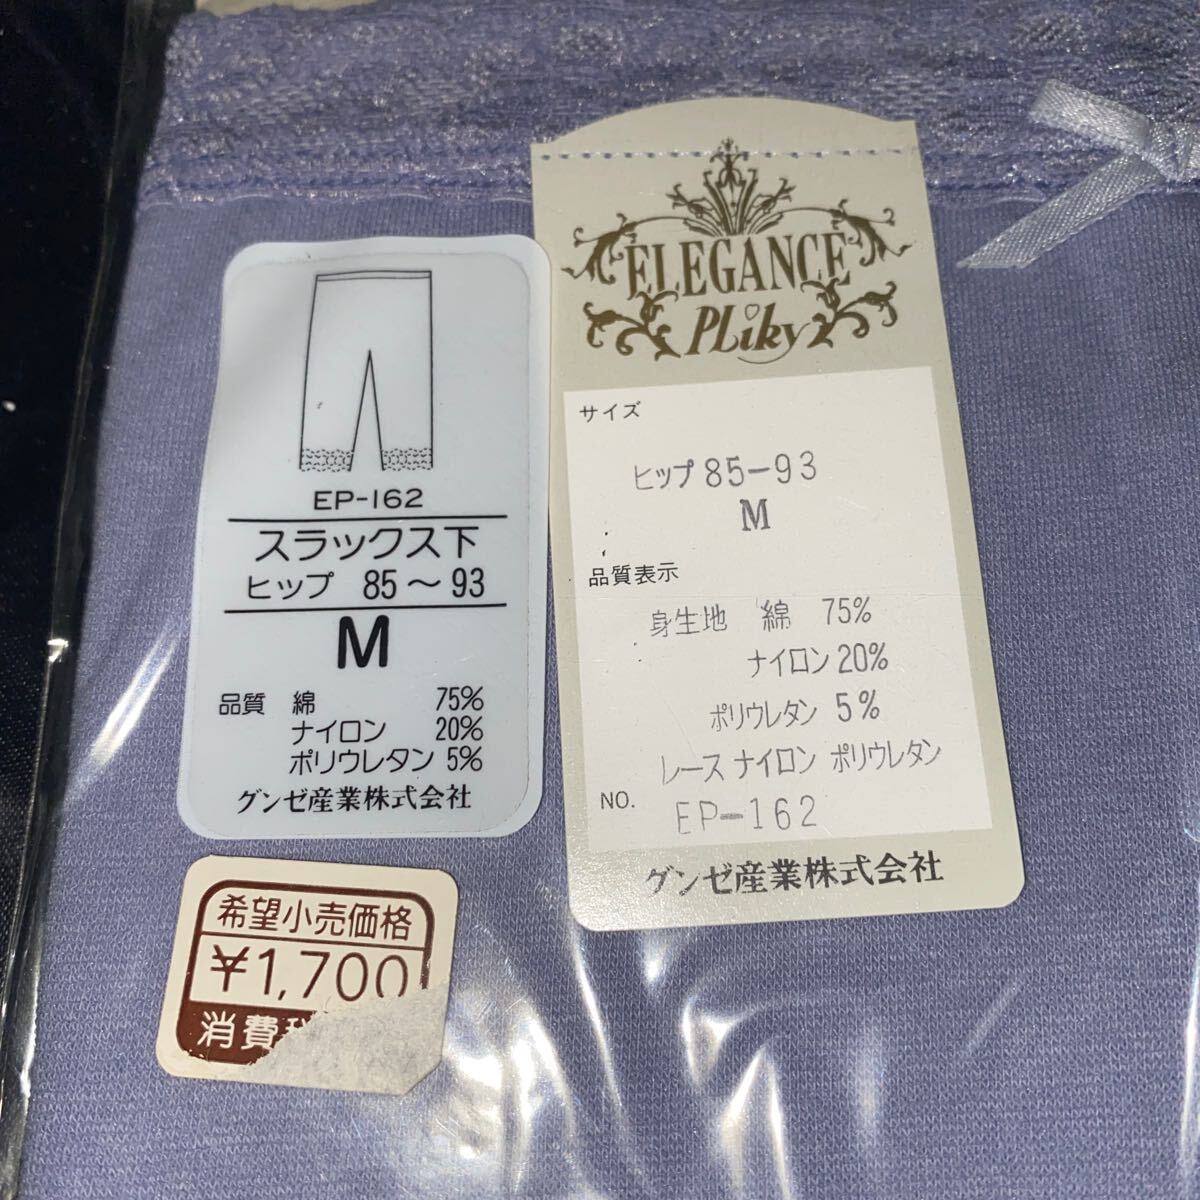 EP-162
スラックス下
ヒップ 85〜93
M
品質 綿 75%
ナイロン 20%
ポリウレタン 5%
グンゼ産業株式会社
希望小売価格
¥1,700
消費
ELEGANCE
PLiky
サイズ
ヒップ 85-93
M
品質表示
身生地 綿 75%
ナイロン 20%
ポリウレタン 5%
レース ナイロン ポリウレタン
NO. EP-162
グンゼ産業株式会社